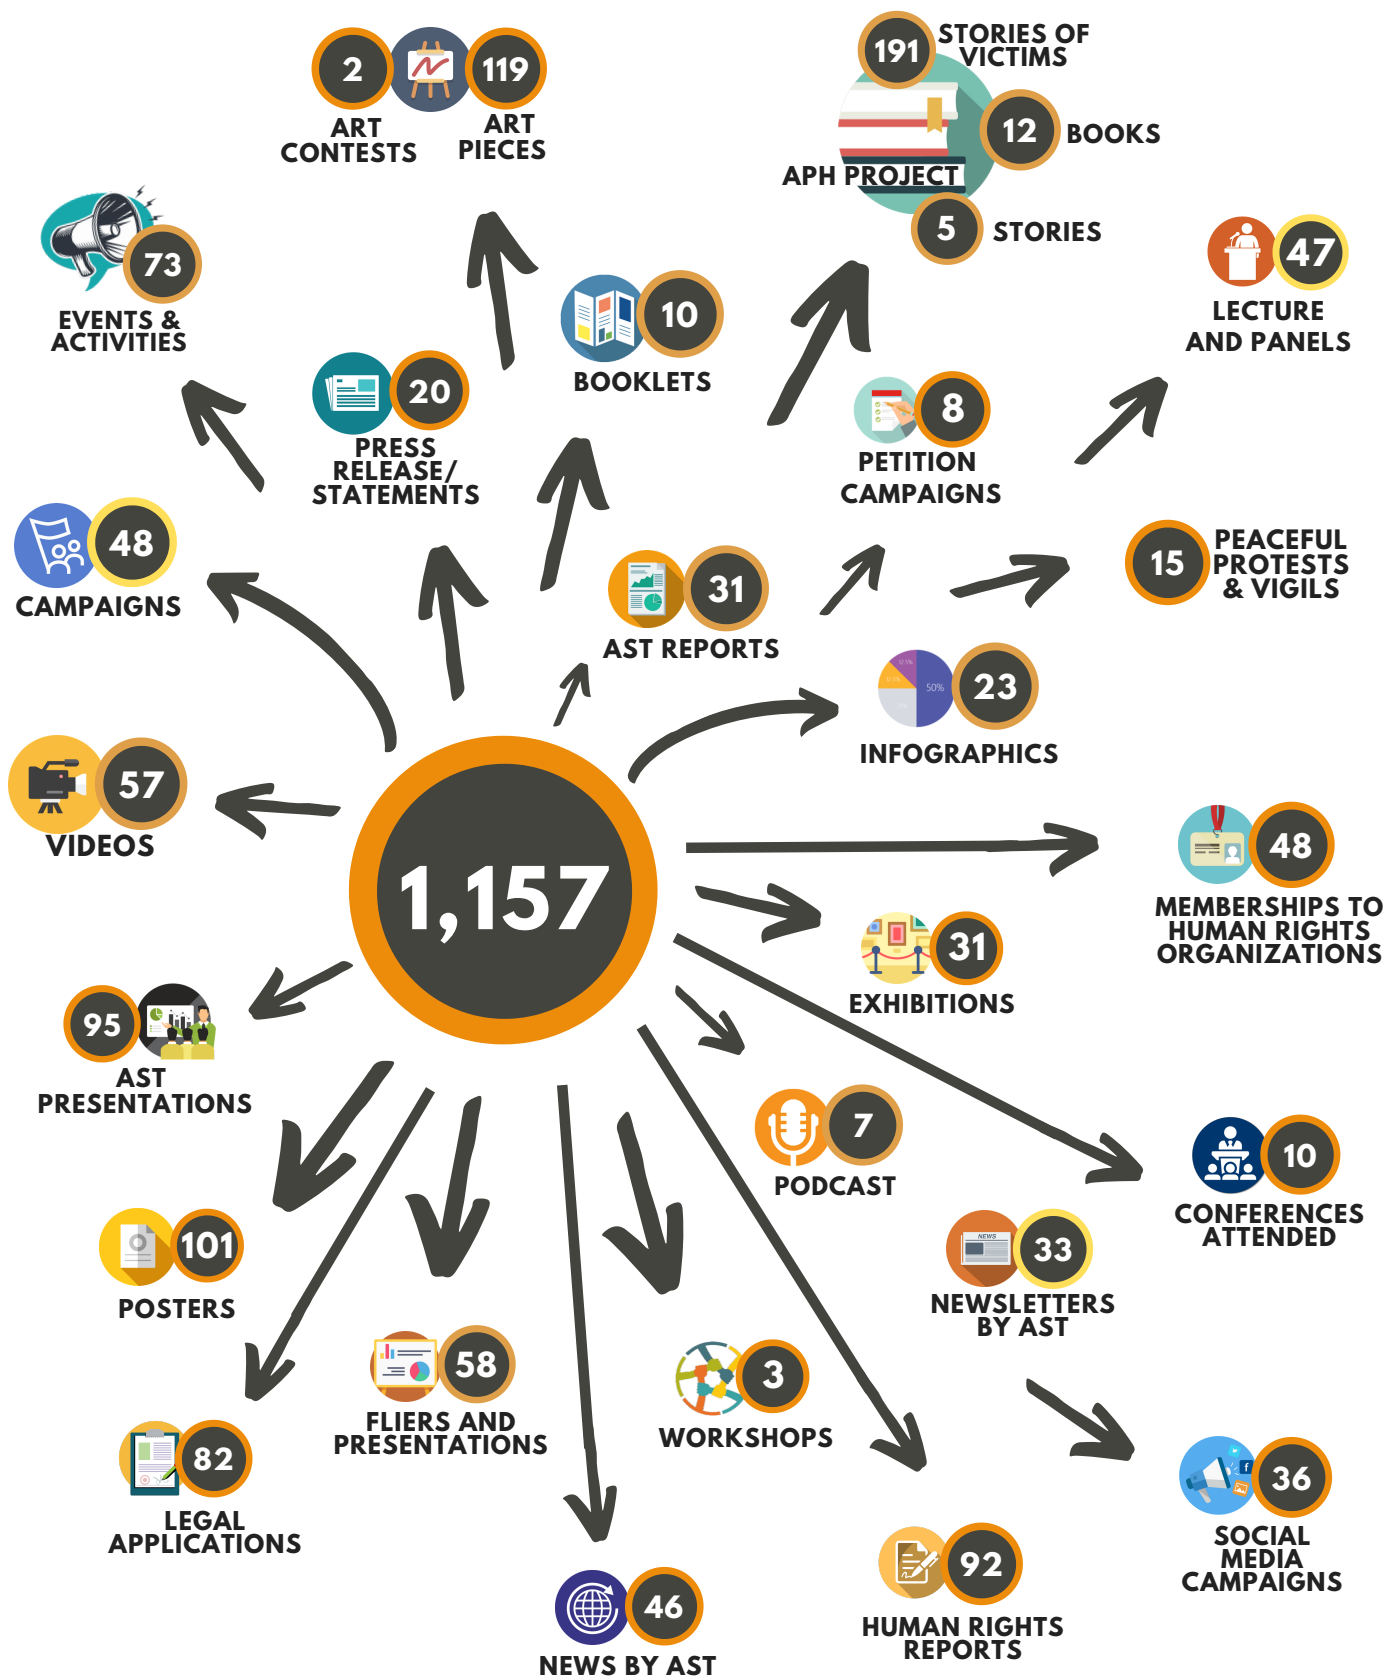 2
119
ART
CONTESTS
ART
PIECES
191
STORIES OF
VICTIMS
12
BOOKS
APH PROJECT
5
STORIES
73
EVENTS &
ACTIVITIES
10
BOOKLETS
47
LECTURE
AND PANELS
20
PRESS
RELEASE/
STATEMENTS
8
PETITION
CAMPAIGNS
48
CAMPAIGNS
15
PEACEFUL
PROTESTS
& VIGILS
31
AST REPORTS
12.5%
50%
23
INFOGRAPHICS
57
VIDEOS
1,157
48
MEMBERSHIPS TO
HUMAN RIGHTS
ORGANIZATIONS
31
EXHIBITIONS
95
AST
PRESENTATIONS
7
PODCAST
10
CONFERENCES
ATTENDED
101
POSTERS
NEWS
33
NEWSLETTERS
BY AST
58
FLIERS AND
PRESENTATIONS
3
WORKSHOPS
82
LEGAL
APPLICATIONS
f
36
SOCIAL
MEDIA
CAMPAIGNS
92
HUMAN RIGHTS
REPORTS
46
NEWS BY AST